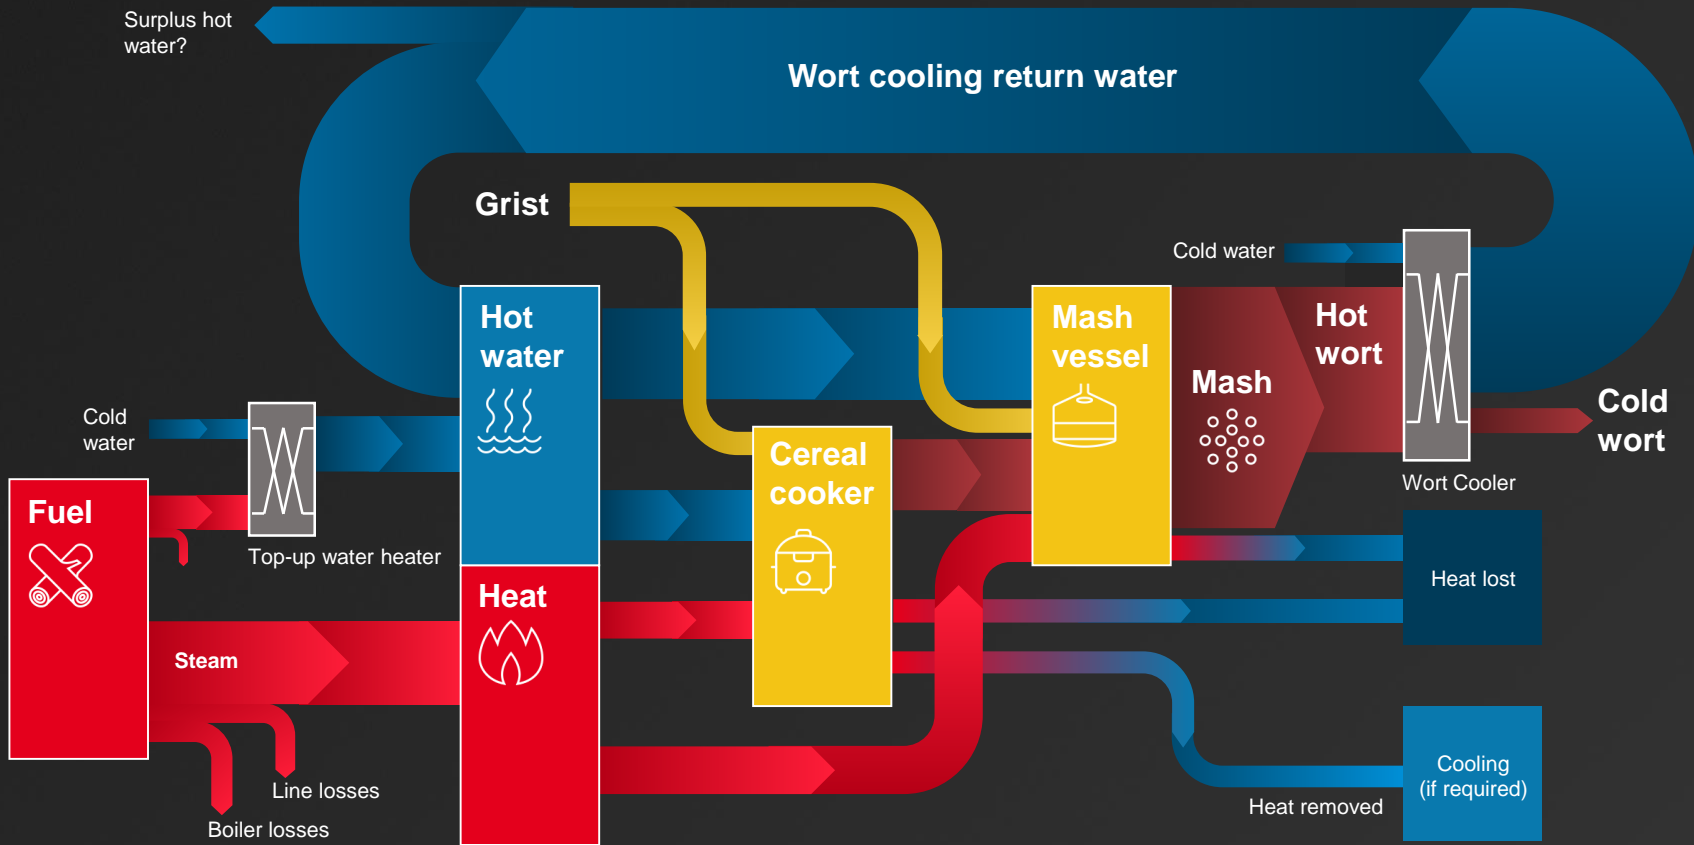 Surplus hot
water?
Wort cooling return water
Grist
Cold water
Hot
water
Mash
vessel
Hot
wort
Mash
Cold
wort
Cold
water
Cereal
cooker
Wort Cooler
Fuel
Top-up water heater
Heat lost
Heat
Steam
Cooling
(if required)
Line losses
Heat removed
Boiler losses